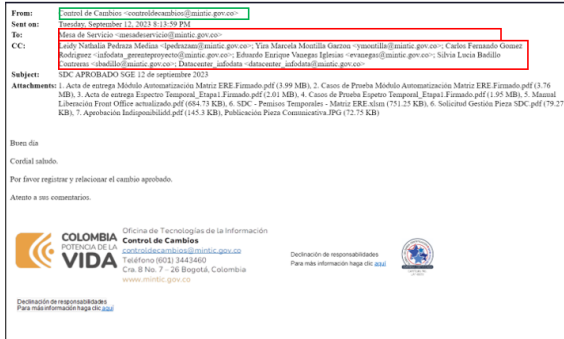 From: Control de Cambios <controldecambios@mintic.gov.co>
Sent on: Tuesday, September 12, 2023 8:13:59 PM
To: Mesa de Servicio <mesadeservicio@mintic.gov.co>
CC: Leidy Nathalia Pedraza Medina <lpedrazam@mintic.gov.co>; Yira Marcela Montilla Garzon <ymontilla@mintic.gov.co>; Carlos Fernando Gomez
Rodriguez <infodata_gerenteproyecto@mintic.gov.co>; Eduardo Enrique Vanegas Iglesias <evanegas@mintic.gov.co>; Silvia Lucia Badillo
Contreras <sbadillo@mintic.gov.co>; Datacenter_infodata <datacenter_infodata@mintic.gov.co>
Subject: SDC APROBADO SGE 12 de septiembre 2023
Attachments: 1. Acta de entrega Módulo Automatización Matriz ERE.Firmado.pdf (3.99 MB), 2. Casos de Prueba Módulo Automatización Matriz ERE.Firmado.pdf (3.76
MB), 3. Acta de entrega Espectro Temporal_Etapa1.Firmado.pdf (2.01 MB), 4. Casos de Prueba Espetro Temporal_Etapa1.Firmado.pdf (1.95 MB), 5. Manual
Liberación Front Office actualizado.pdf (684.73 KB), 6. SDC - Pemisos Temporales - Matriz ERE.xlsm (751.25 KB), 6. Solicitud Gestión Pieza SDC.pdf (79.27
KB), 7. Aprobación Indisponibilidd.pdf (145.3 KB), Publicación Pieza Comunicativa.JPG (72.75 KB)
Buen día
Cordial saludo.
Por favor registrar y relacionar el cambio aprobado.
Atento a sus comentarios.
COLOMBIA
POTENCIA DE LA
VIDA
Oficina de Tecnologías de la Información
Control de Cambios
controldecambios@mintic.gov.co
Teléfono (601) 3443460
Cra. 8 No. 7 – 26 Bogotá, Colombia
www.mintic.gov.co
Declinación de responsabilidades
Para más información haga clic aquí
Declinación de responsabilidades
Para más información haga clic aquí